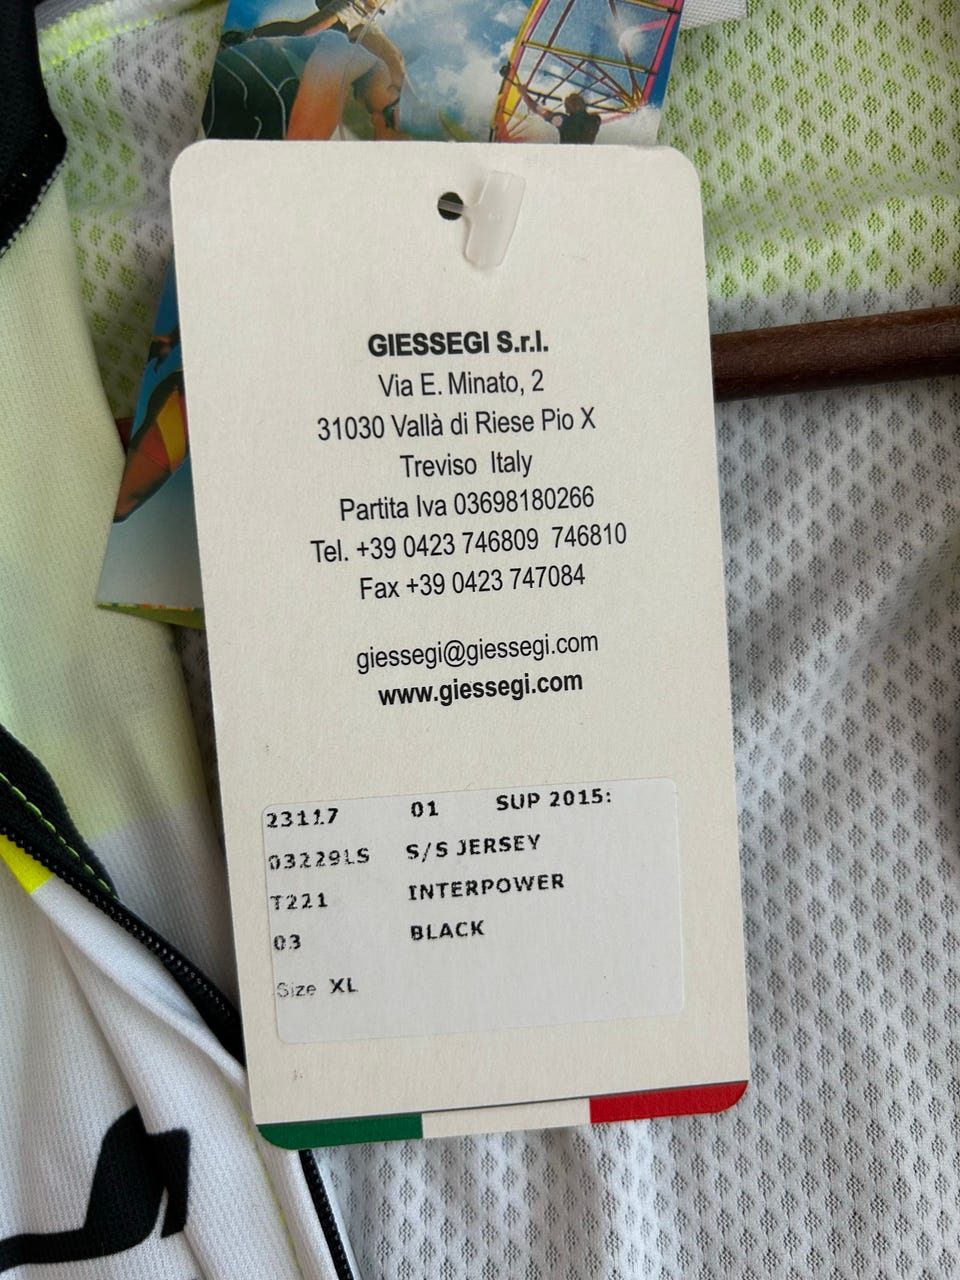 GIESSEGI S.r.l.
Via E. Minato, 2
31030 Vallà di Riese Pio X
Treviso Italy
Partita Iva 03698180266
Tel. +39 0423 746809 746810
Fax +39 0423 747084
giessegi@giessegi.com
www.giessegi.com
23117 01 SUP 2015:
03229LS S/S JERSEY
T221 INTERPOWER
03 BLACK
Size XL